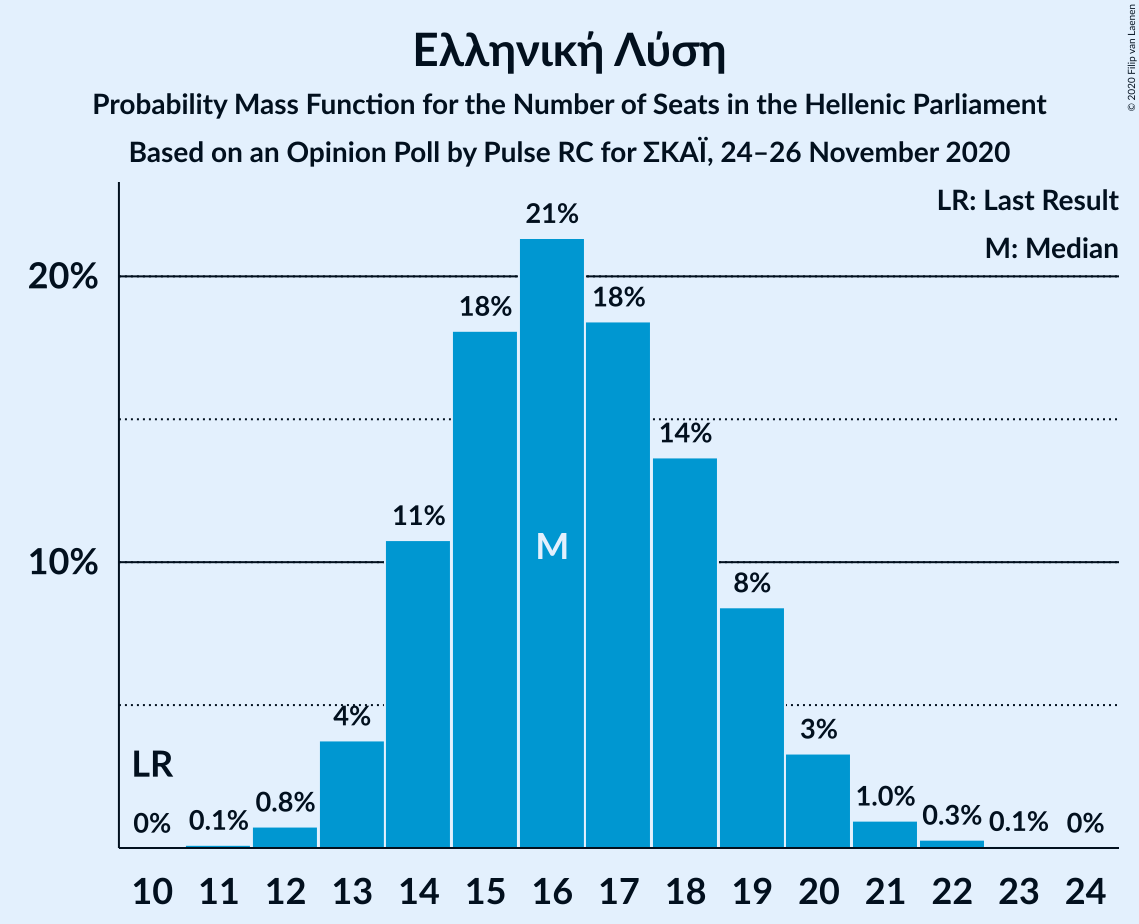 Ελληνική Λύση
Probability Mass Function for the Number of Seats in the Hellenic Parliament
Based on an Opinion Poll by Pulse RC for ΣΚΑΪ, 24–26 November 2020
© 2020 Filip van Laenen
LR: Last Result
M: Median
20%
10%
LR
0%
0.1%
0.8%
4%
11%
18%
21%
M
18%
14%
8%
3%
1.0%
0.3%
0.1%
0%
10 11 12 13 14 15 16 17 18 19 20 21 22 23 24